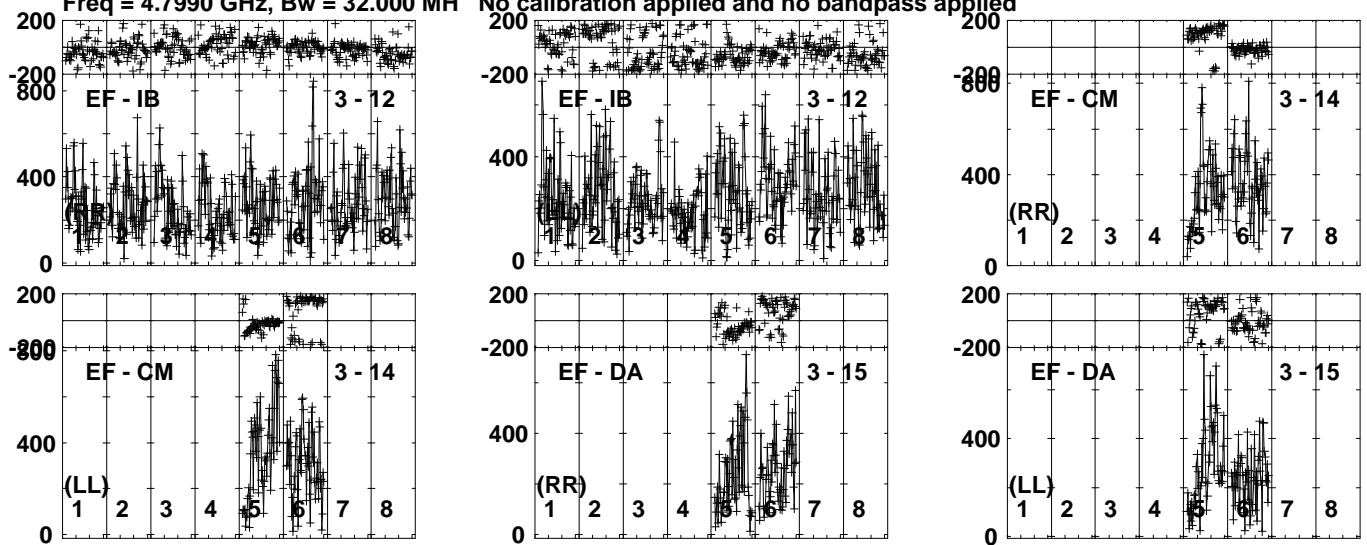 Freq = 4.7990 GHz, Bw = 32.000 MH No calibration applied and no bandpass applied
200
-200
800
EF - IB 3 - 12
400
(RR)
1 2 3 4 5 6 7 8
0
200
-200
EF - IB 3 - 12
400
(LL)
1 2 3 4 5 6 7 8
0
200
-200
800
EF - CM 3 - 14
400
(RR)
1 2 3 4 5 6 7 8
0
200
-200
800
EF - CM 3 - 14
400
(LL)
1 2 3 4 5 6 7 8
0
200
-200
EF - DA 3 - 15
400
(RR)
1 2 3 4 5 6 7 8
0
200
-200
EF - DA 3 - 15
400
(LL)
1 2 3 4 5 6 7 8
0